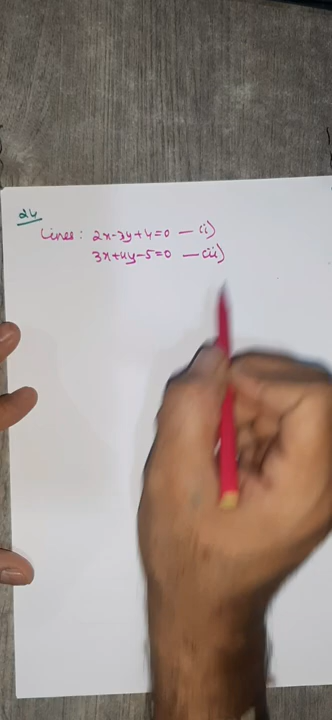 24
Lines: 2x-3y+4=0 — (i)
3x+4y-5=0 — (ii)